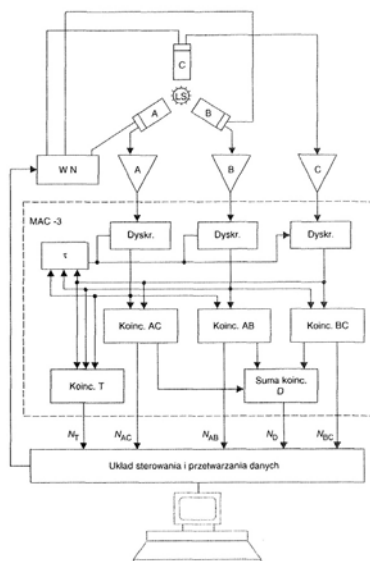 C
LS
A
B
W N
A
B
C
MAC -3
Dyskr.
Dyskr.
Dyskr.
τ
Koinc. AC
Koinc. AB
Koinc. BC
Koinc. T
Suma koinc.
D
N_T
N_AC
N_AB
N_D
N_BC
Układ sterowania i przetwarzania danych